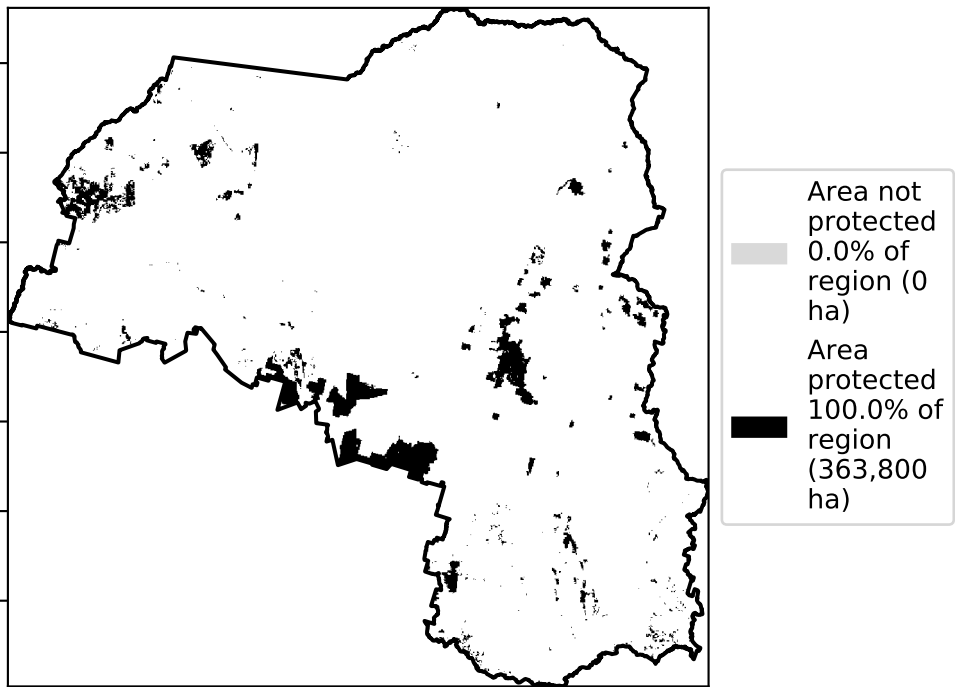 Area not
protected
0.0% of
region (0
ha)
Area
protected
100.0% of
region
(363,800
ha)